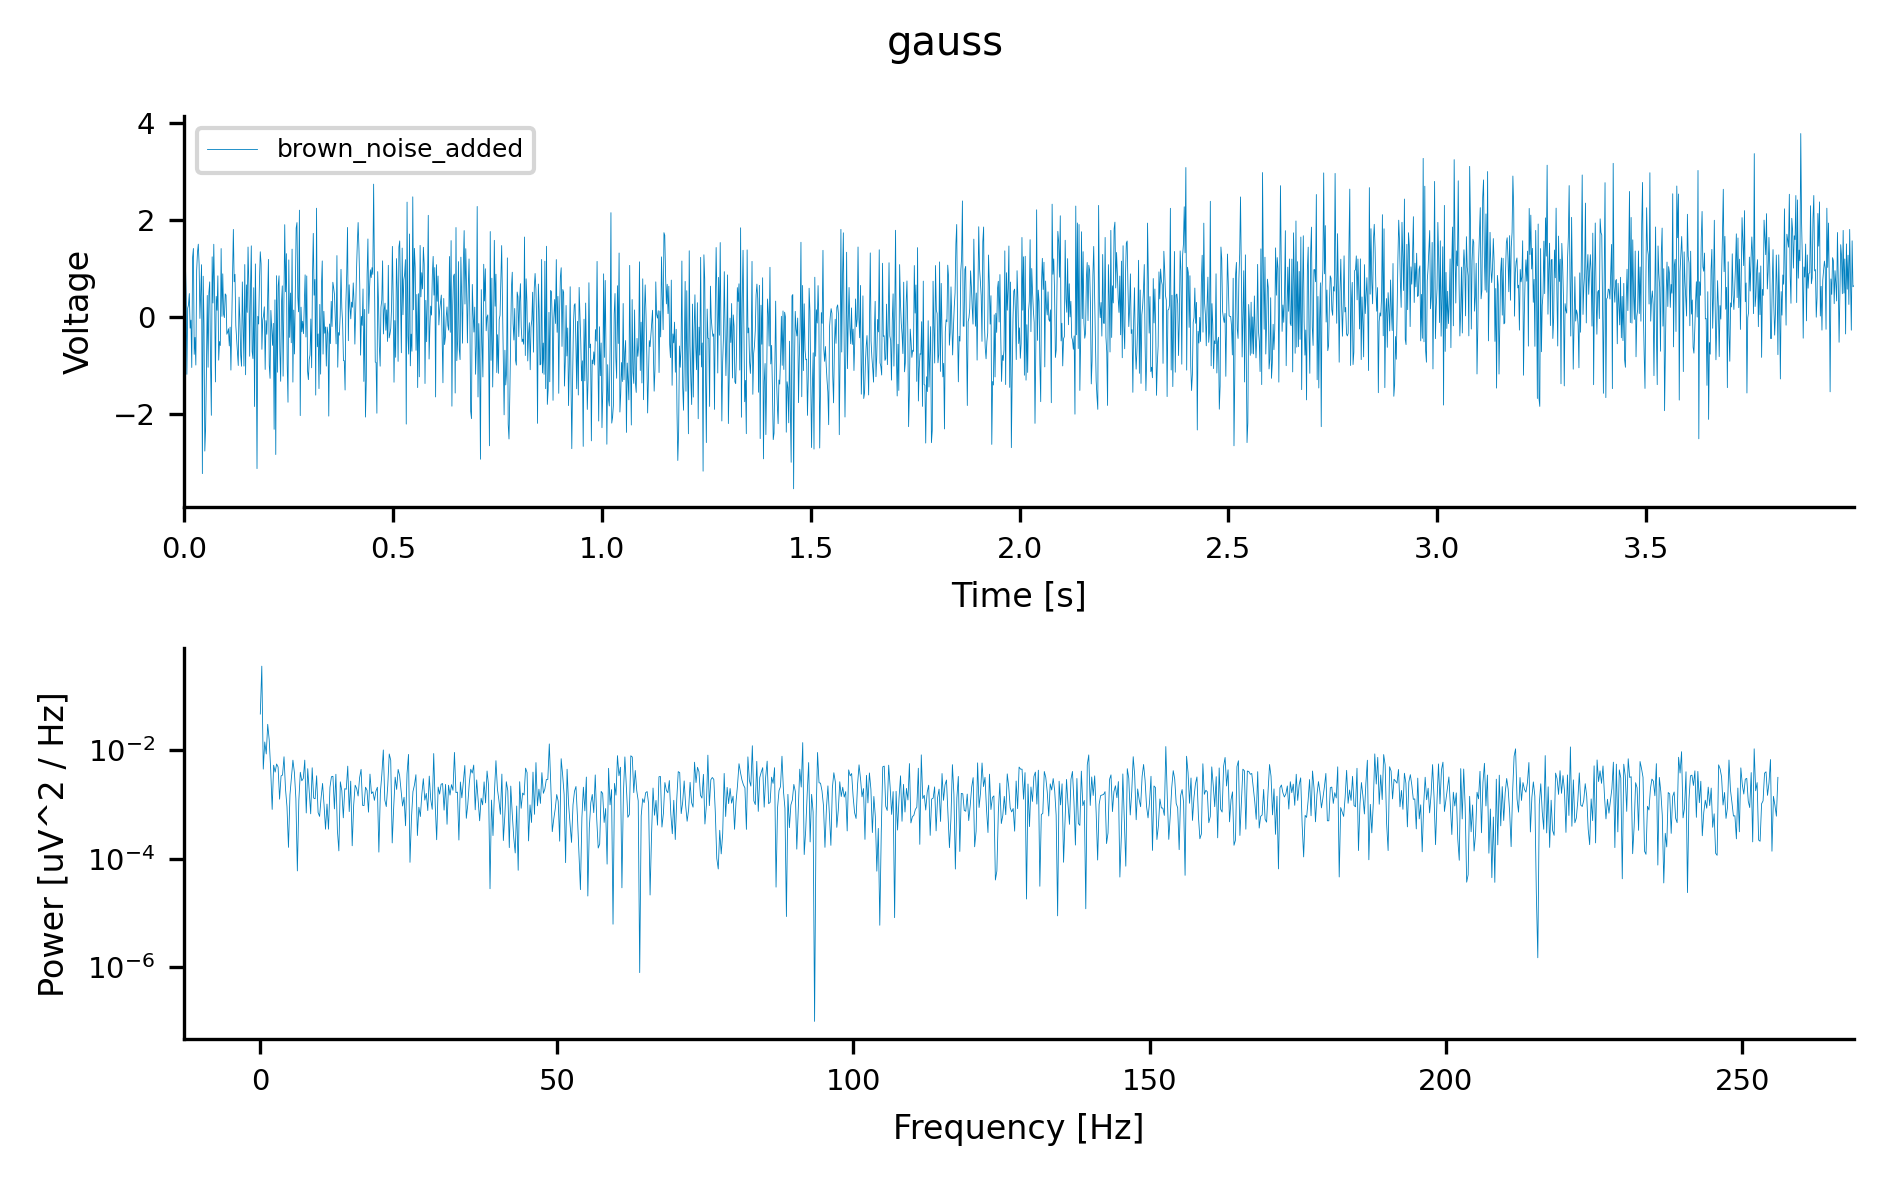 gauss
4
2
0
−2
Voltage
brown_noise_added
0.0 0.5 1.0 1.5 2.0 2.5 3.0 3.5
Time [s]
10⁻²
10⁻⁴
10⁻⁶
Power [uV^2 / Hz]
0 50 100 150 200 250
Frequency [Hz]